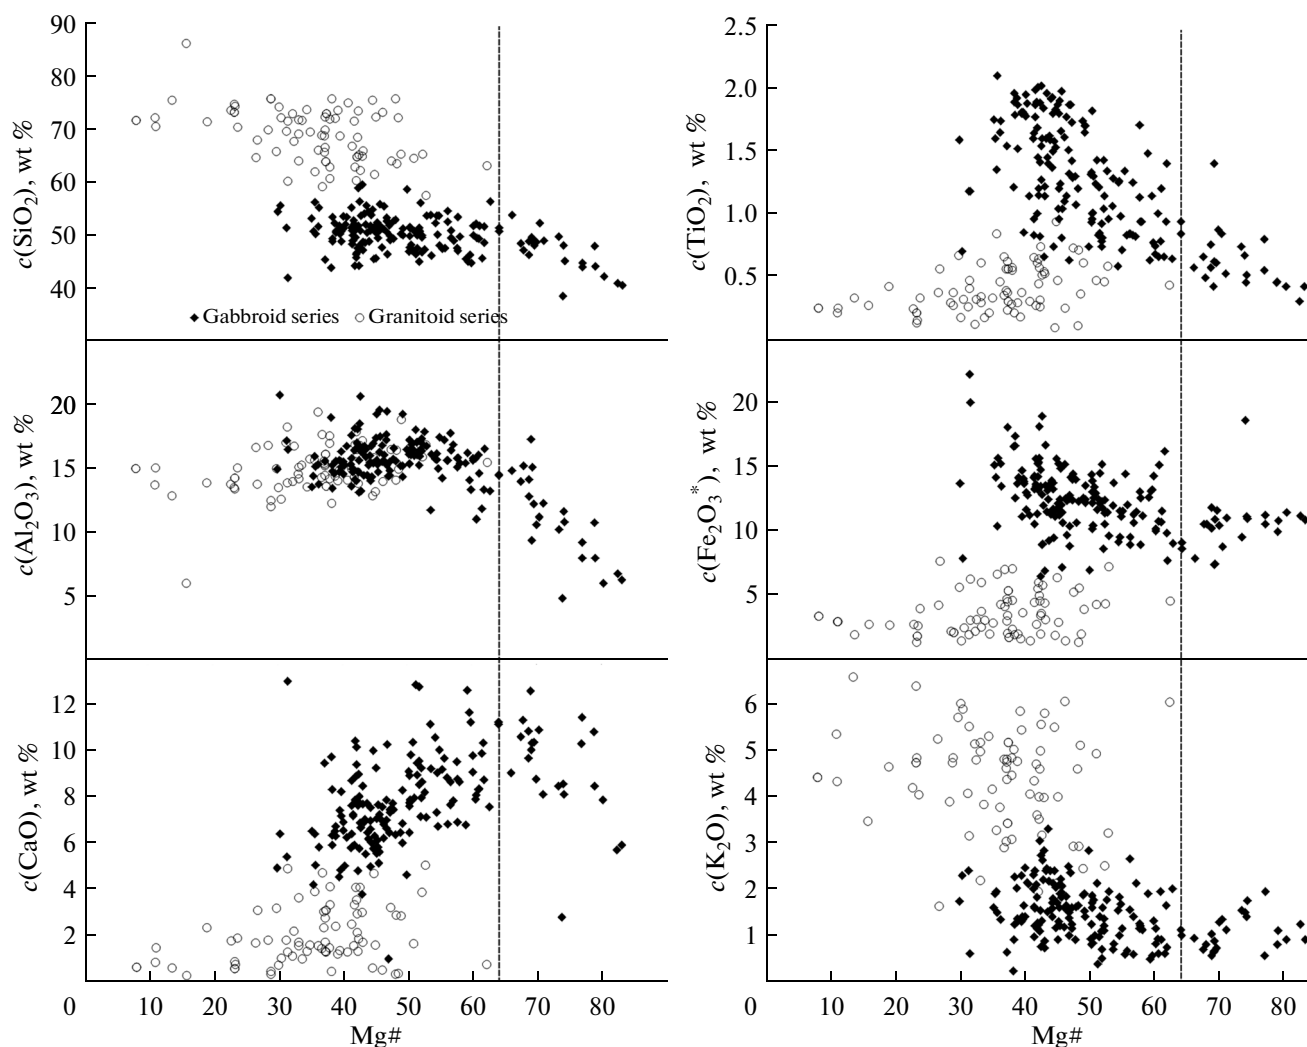 90
80
70
60
50
40
c(SiO₂), wt %
Gabbroid series Granitoid series
2.5
2.0
1.5
1.0
0.5
c(TiO₂), wt %
20
15
10
5
c(Al₂O₃), wt %
20
15
10
5
c(Fe₂O₃*), wt %
12
10
8
6
4
2
c(CaO), wt %
0 10 20 30 40 50 60 70 80
Mg#
6
5
4
3
2
1
c(K₂O), wt %
0 10 20 30 40 50 60 70 80
Mg#